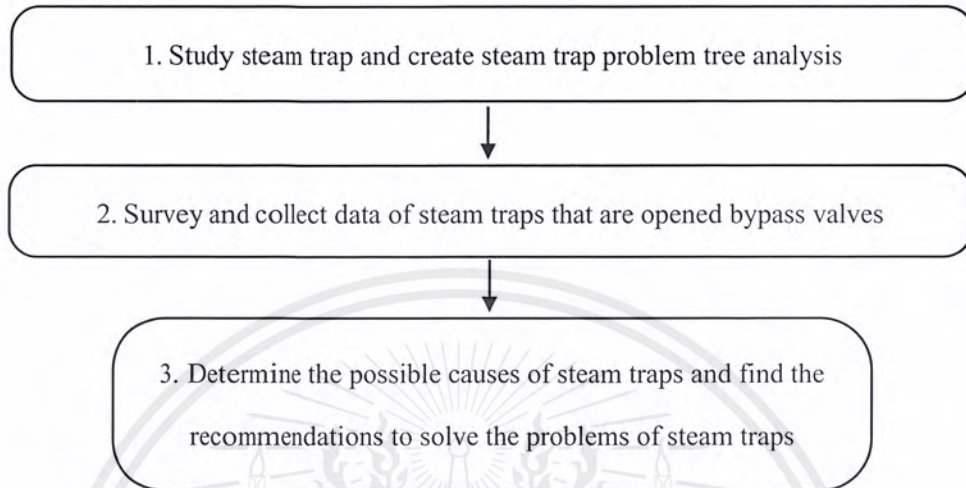 1. Study steam trap and create steam trap problem tree analysis
2. Survey and collect data of steam traps that are opened bypass valves
3. Determine the possible causes of steam traps and find the
recommendations to solve the problems of steam traps